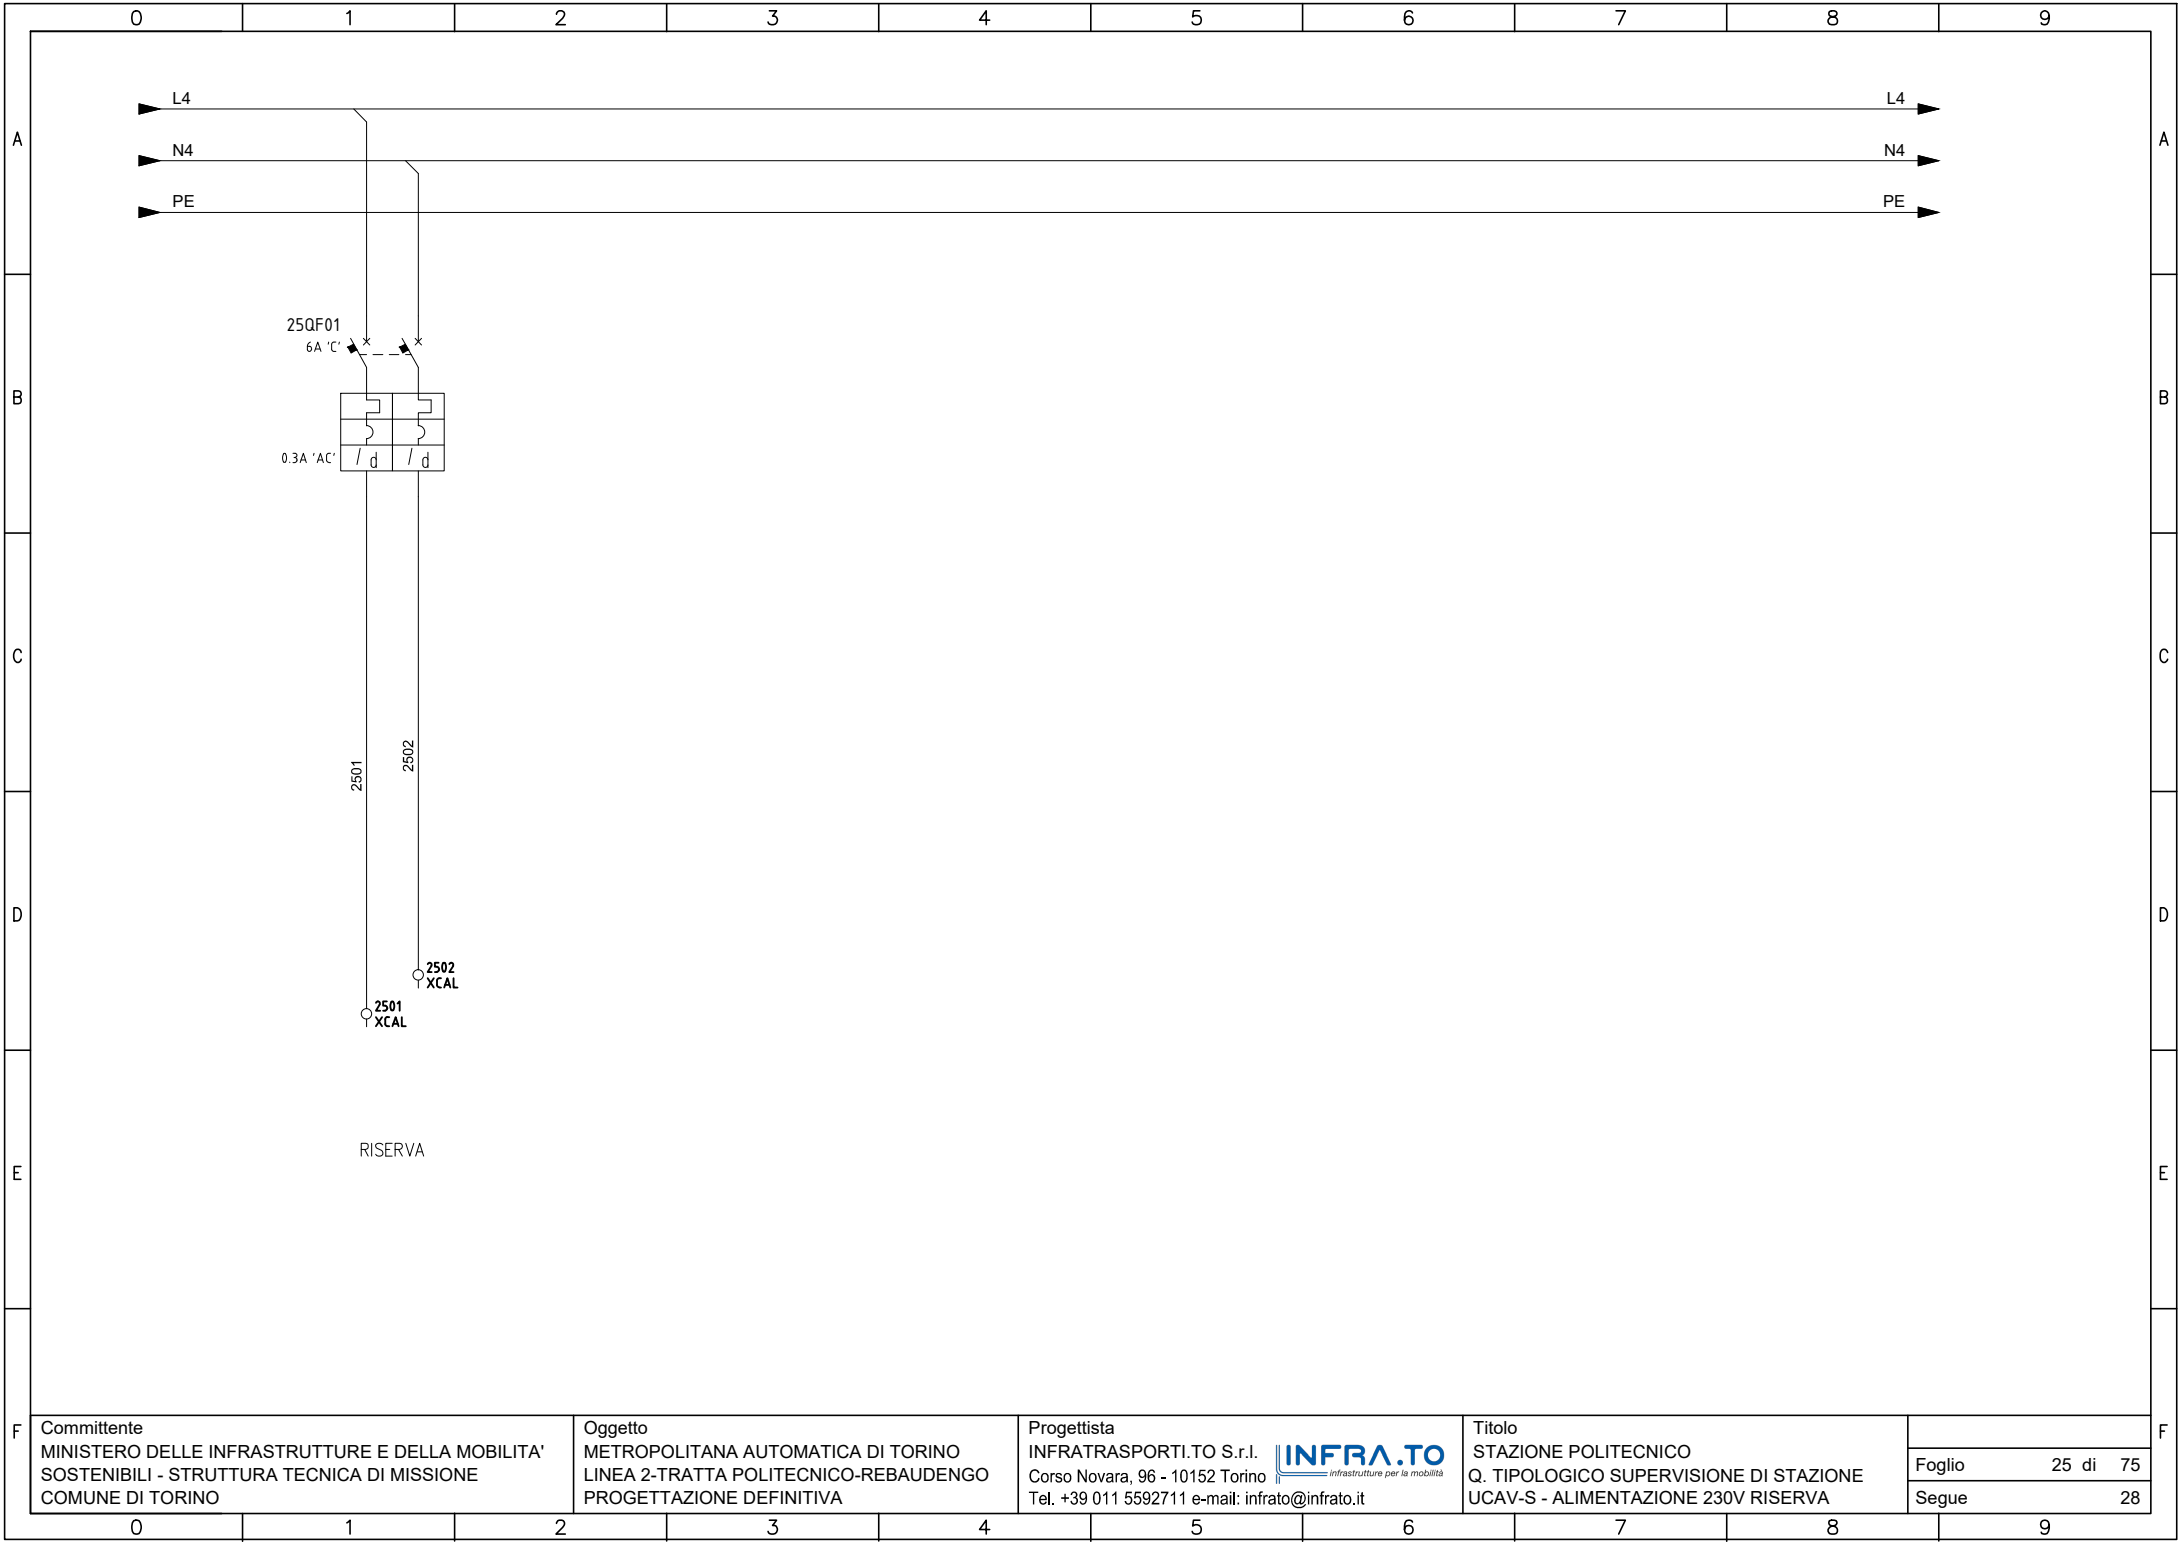 0 1 2 3 4 5 6 7 8 9
L4 L4
A A
N4 N4
PE PE
25QF01
6A 'C'
B B
0.3A 'AC'
/ d / d
C C
2501 2502
D D
2502
XCAL
2501
XCAL
RISERVA
E E
F F
Committente
MINISTERO DELLE INFRASTRUTTURE E DELLA MOBILITA'
SOSTENIBILI - STRUTTURA TECNICA DI MISSIONE
COMUNE DI TORINO
Oggetto
METROPOLITANA AUTOMATICA DI TORINO
LINEA 2-TRATTA POLITECNICO-REBAUDENGO
PROGETTAZIONE DEFINITIVA
Progettista
INFRATRASPORTI.TO S.r.l.
Corso Novara, 96 - 10152 Torino
Tel. +39 011 5592711 e-mail: infrato@infrato.it
INFRA.TO
infrastrutture per la mobilità
Titolo
STAZIONE POLITECNICO
Q. TIPOLOGICO SUPERVISIONE DI STAZIONE
UCAV-S - ALIMENTAZIONE 230V RISERVA
Foglio 25 di 75
Segue 28
0 1 2 3 4 5 6 7 8 9